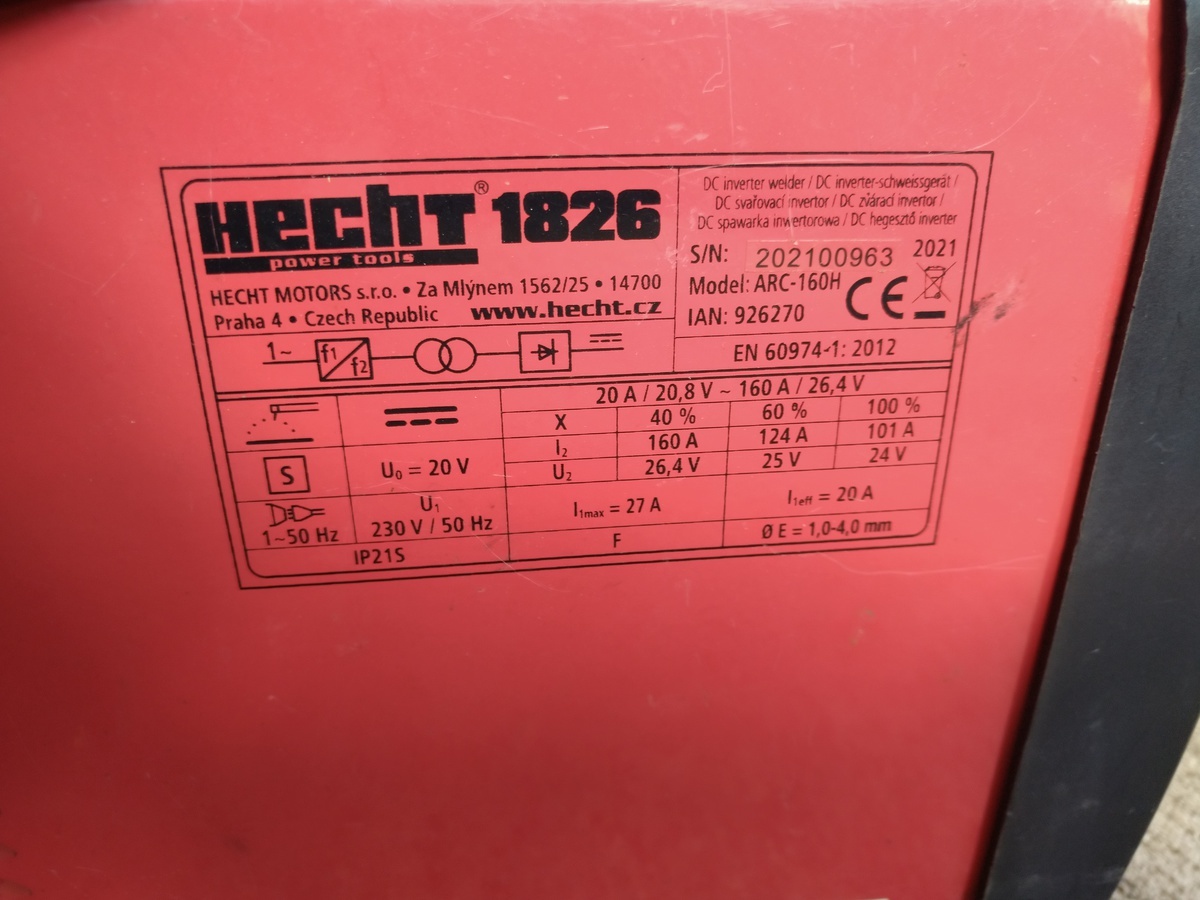 HECHT® 1826
power tools
HECHT MOTORS s.r.o. • Za Mlýnem 1562/25 • 14700
Praha 4 • Czech Republic www.hecht.cz
DC inverter welder / DC inverter-schweissgerät /
DC svařovací invertor / DC zvárací invertor /
DC spawarka inwertorowa / DC hegesztő inverter
S/N: 202100963 2021
Model: ARC-160H
IAN: 926270
CE
EN 60974-1: 2012
1~ f1/f2
20 A / 20,8 V ~ 160 A / 26,4 V
X 40 % 60 % 100 %
I2 160 A 124 A 101 A
U2 26,4 V 25 V 24 V
S U0 = 20 V
1~50 Hz U1
230 V / 50 Hz
I1max = 27 A I1eff = 20 A
IP21S F Ø E = 1,0-4,0 mm